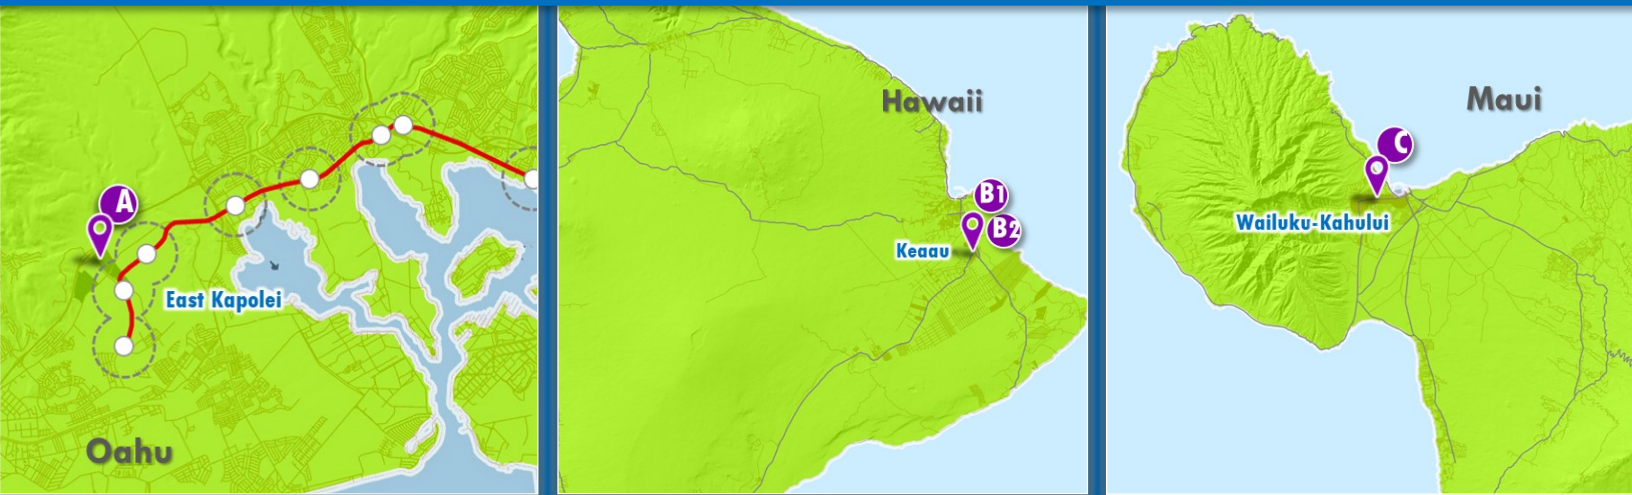 A
East Kapolei
Oahu
Hawaii
B1
B2
Keaau
Maui
C
Wailuku-Kahului